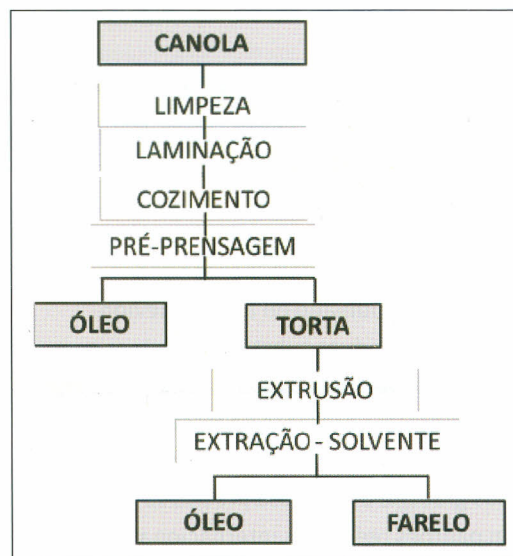 CANOLA
LIMPEZA
LAMINAÇÃO
COZIMENTO
PRÉ-PRENSAGEM
ÓLEO
TORTA
EXTRUSÃO
EXTRAÇÃO - SOLVENTE
ÓLEO
FARELO